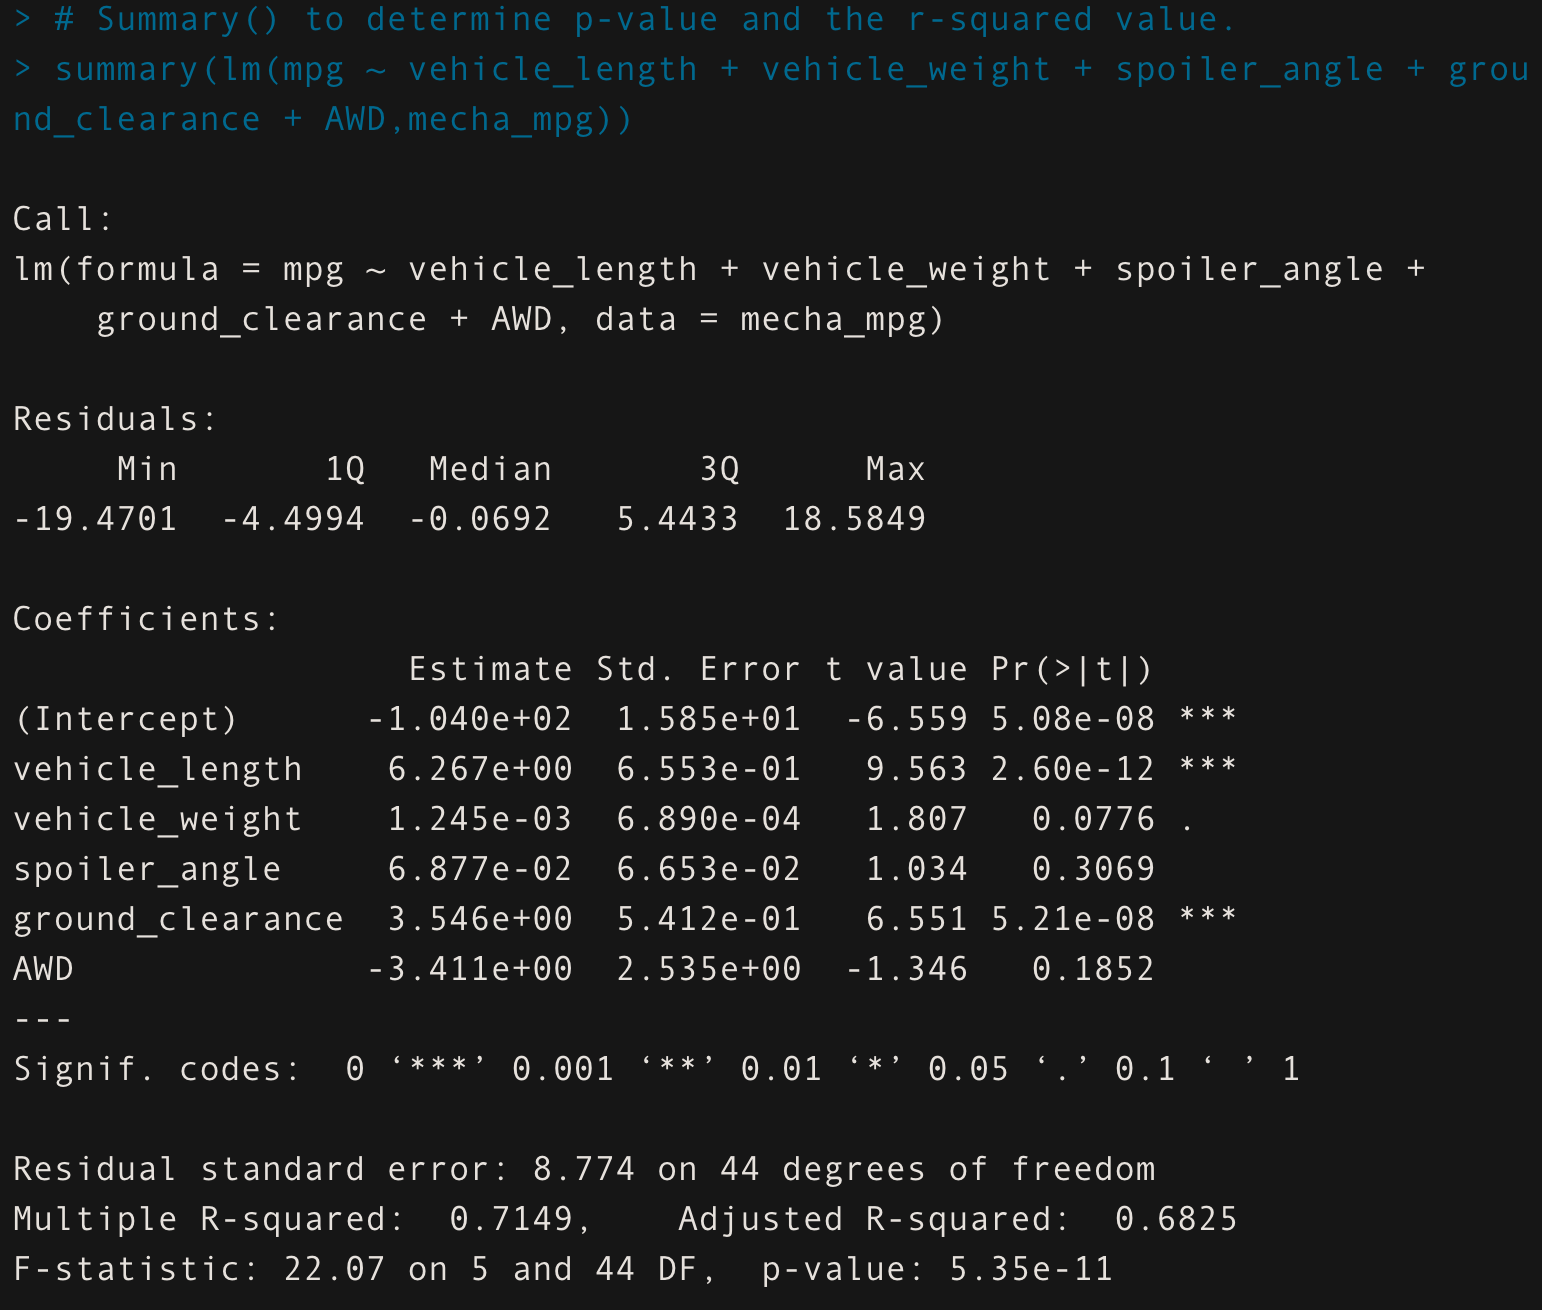 > # Summary() to determine p-value and the r-squared value.
> summary(lm(mpg ~ vehicle_length + vehicle_weight + spoiler_angle + grou
nd_clearance + AWD,mecha_mpg))

Call:
lm(formula = mpg ~ vehicle_length + vehicle_weight + spoiler_angle +
    ground_clearance + AWD, data = mecha_mpg)

Residuals:
     Min       1Q   Median       3Q      Max
-19.4701  -4.4994  -0.0692   5.4433  18.5849

Coefficients:
                   Estimate Std. Error t value Pr(>|t|)
(Intercept)      -1.040e+02  1.585e+01  -6.559 5.08e-08 ***
vehicle_length    6.267e+00  6.553e-01   9.563 2.60e-12 ***
vehicle_weight    1.245e-03  6.890e-04   1.807   0.0776 .
spoiler_angle     6.877e-02  6.653e-02   1.034   0.3069
ground_clearance  3.546e+00  5.412e-01   6.551 5.21e-08 ***
AWD              -3.411e+00  2.535e+00  -1.346   0.1852
---
Signif. codes:  0 ‘***’ 0.001 ‘**’ 0.01 ‘*’ 0.05 ‘.’ 0.1 ‘ ’ 1

Residual standard error: 8.774 on 44 degrees of freedom
Multiple R-squared:  0.7149,    Adjusted R-squared:  0.6825
F-statistic: 22.07 on 5 and 44 DF,  p-value: 5.35e-11